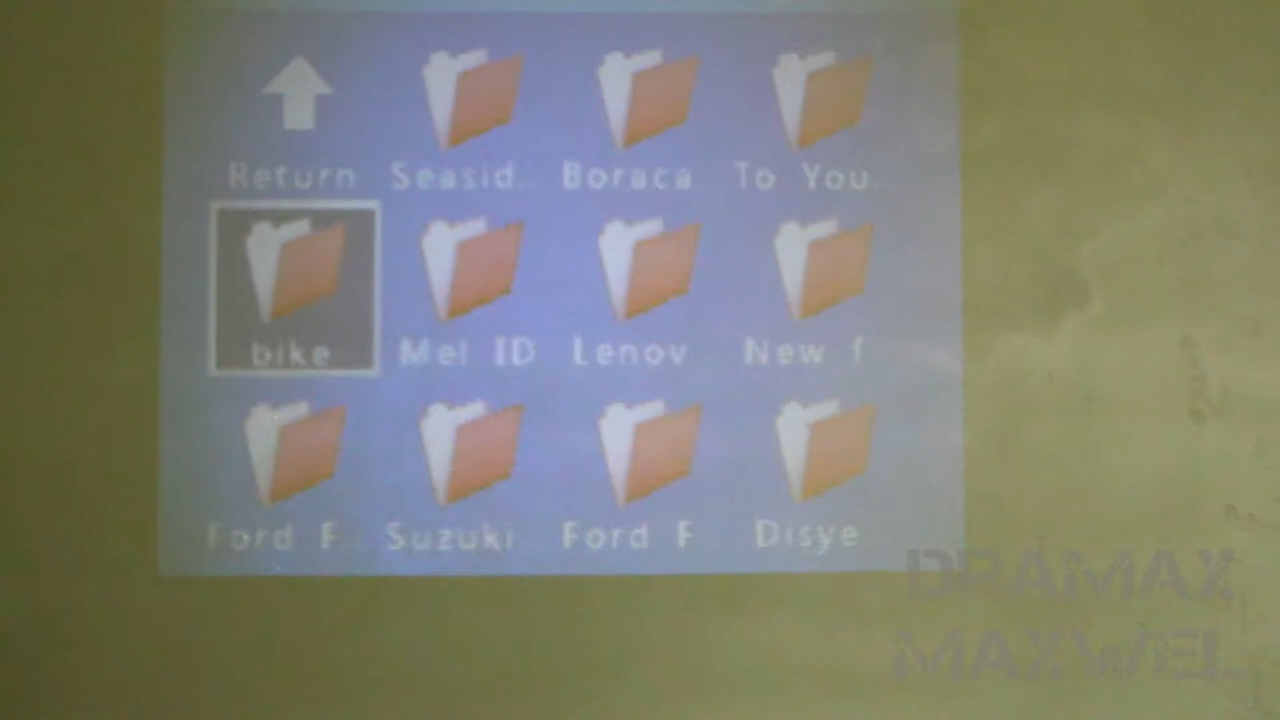 Return Seasid. Boraca To You.
bike Mel ID Lenov New f
Ford F Suzuki Ford F Disye
DRAMAX
MAXWEL